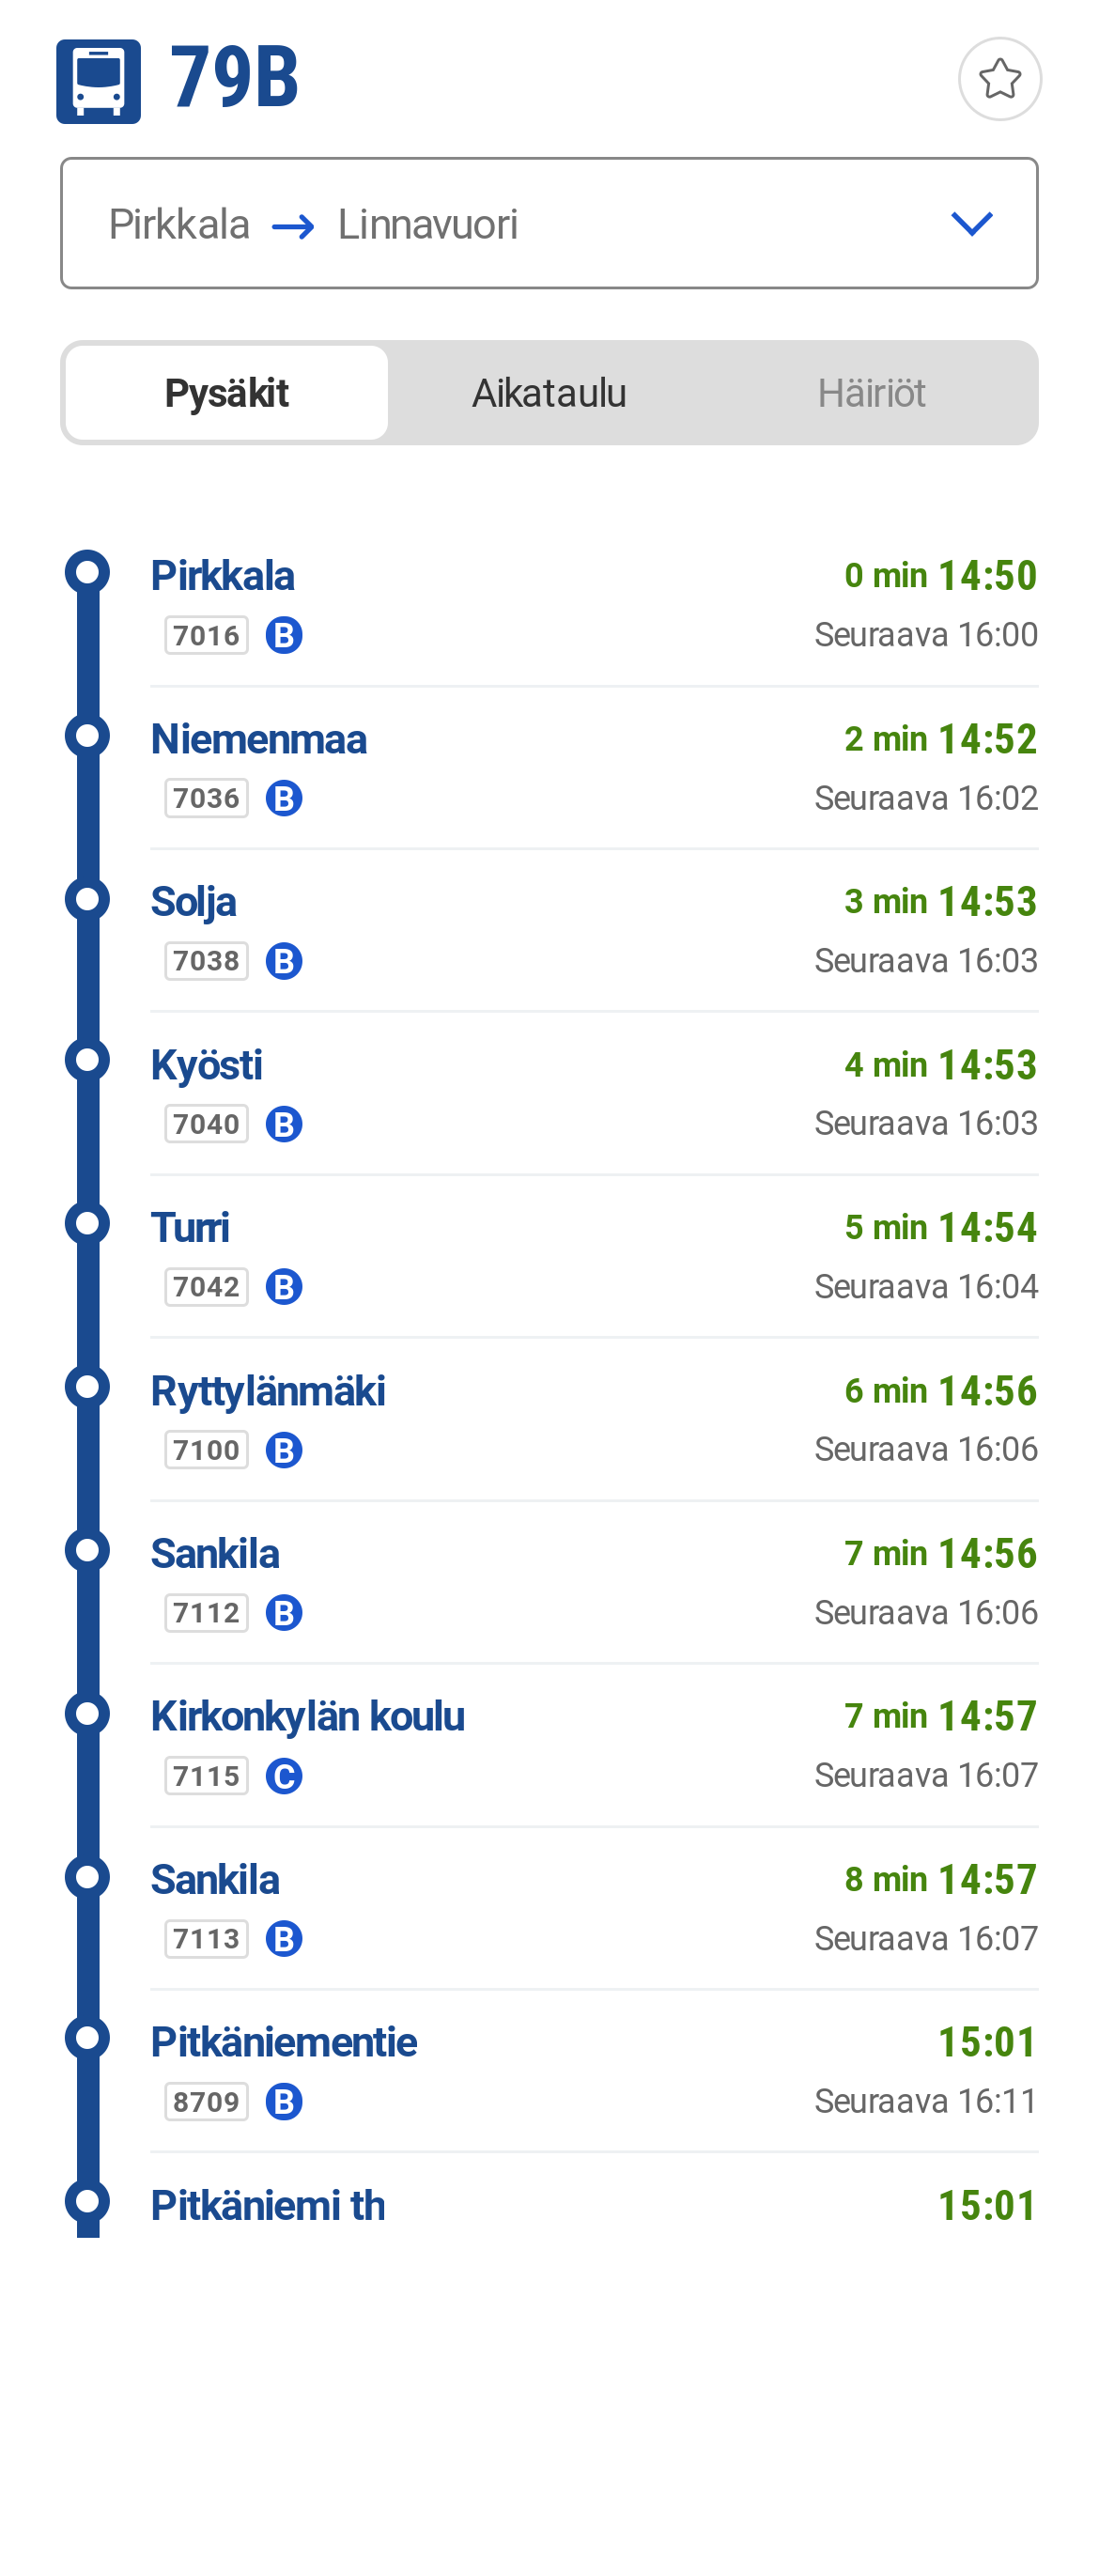 79B
Pirkkala → Linnavuori
Pysäkit Aikataulu Häiriöt
Pirkkala 0 min 14:50
7016 B Seuraava 16:00
Niemenmaa 2 min 14:52
7036 B Seuraava 16:02
Solja 3 min 14:53
7038 B Seuraava 16:03
Kyösti 4 min 14:53
7040 B Seuraava 16:03
Turri 5 min 14:54
7042 B Seuraava 16:04
Ryttylänmäki 6 min 14:56
7100 B Seuraava 16:06
Sankila 7 min 14:56
7112 B Seuraava 16:06
Kirkonkylän koulu 7 min 14:57
7115 C Seuraava 16:07
Sankila 8 min 14:57
7113 B Seuraava 16:07
Pitkäniementie 15:01
8709 B Seuraava 16:11
Pitkäniemi th 15:01